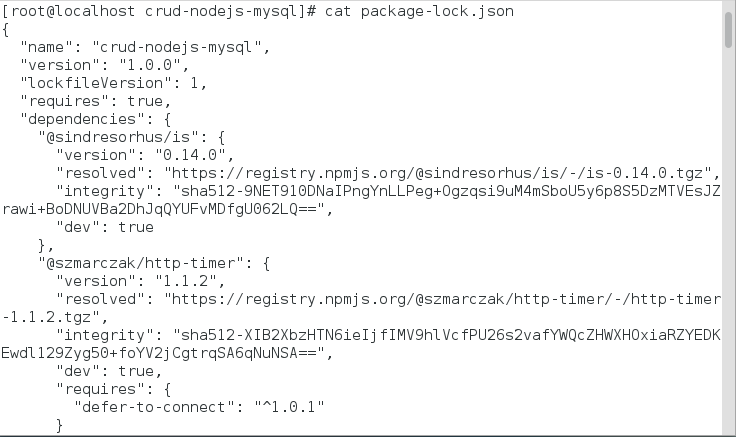 [root@localhost crud-nodejs-mysql]# cat package-lock.json
{
  "name": "crud-nodejs-mysql",
  "version": "1.0.0",
  "lockfileVersion": 1,
  "requires": true,
  "dependencies": {
    "@sindresorhus/is": {
      "version": "0.14.0",
      "resolved": "https://registry.npmjs.org/@sindresorhus/is/-/is-0.14.0.tgz",
      "integrity": "sha512-9NET910DNaIPngYnLLPeg+Ogzqsi9uM4mSboU5y6p8S5DzMTVEsJZ
rawi+BoDNUVBa2DhJqQYUFvMDfgU062LQ==",
      "dev": true
    },
    "@szmarczak/http-timer": {
      "version": "1.1.2",
      "resolved": "https://registry.npmjs.org/@szmarczak/http-timer/-/http-timer
-1.1.2.tgz",
      "integrity": "sha512-XIB2XbzHTN6ieIjfIMV9hlVcfPU26s2vafYWQcZHWXHOxiaRZYEDK
Ewdl129Zyg50+foYV2jCgtrqSA6qNuNSA==",
      "dev": true,
      "requires": {
        "defer-to-connect": "^1.0.1"
      }